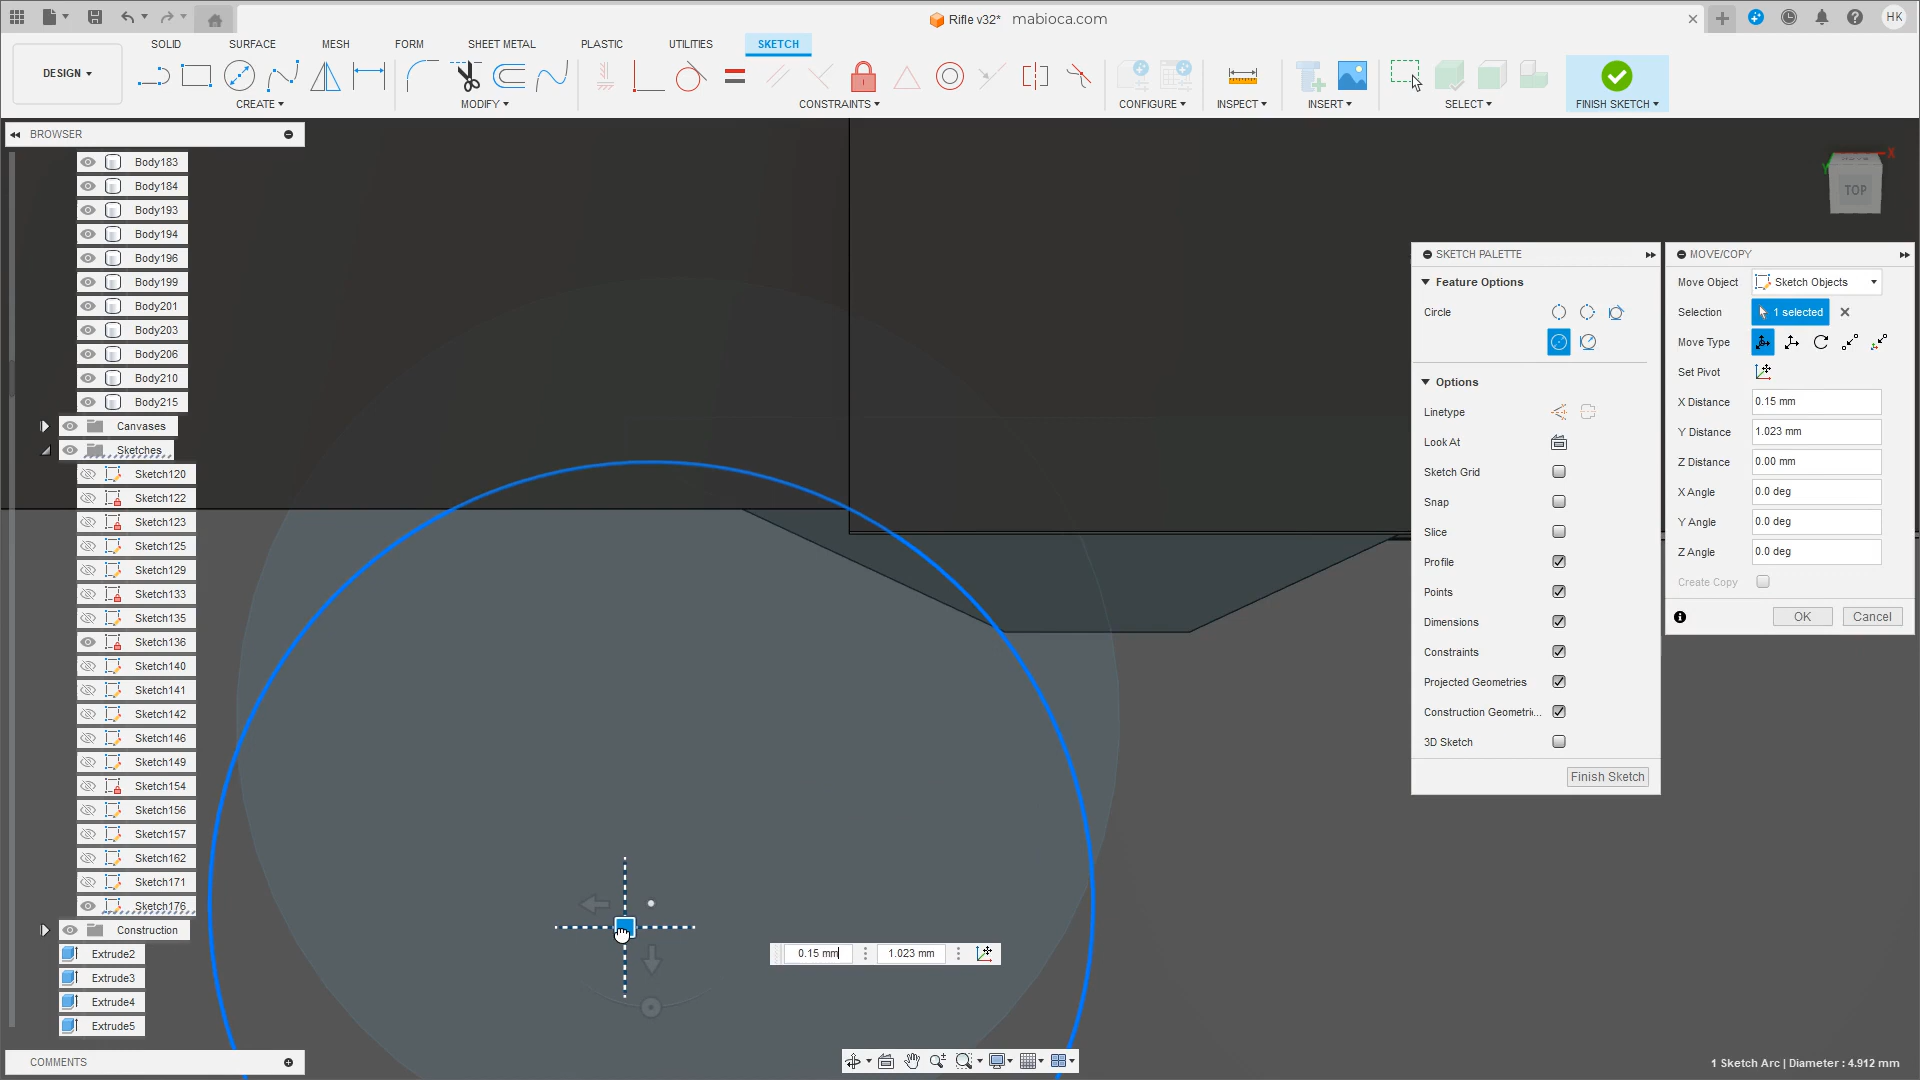 Rifle v32*
mabioca.com
HK
SOLID
SURFACE
MESH
FORM
SHEET METAL
PLASTIC
UTILITIES
SKETCH
DESIGN
CREATE
MODIFY
CONSTRAINTS
CONFIGURE
INSPECT
INSERT
SELECT
FINISH SKETCH
BROWSER
Body183
Body184
Body193
Body194
Body196
Body199
Body201
Body203
Body206
Body210
Body215
Canvases
Sketches
Sketch120
Sketch122
Sketch123
Sketch125
Sketch129
Sketch133
Sketch135
Sketch136
Sketch140
Sketch141
Sketch142
Sketch146
Sketch149
Sketch154
Sketch156
Sketch157
Sketch162
Sketch171
Sketch176
Construction
Extrude2
Extrude3
Extrude4
Extrude5
COMMENTS
0.15 mm
1.023 mm
X
Y
TOP
SKETCH PALETTE
Feature Options
Circle
Options
Linetype
Look At
Sketch Grid
Snap
Slice
Profile
Points
Dimensions
Constraints
Projected Geometries
Construction Geometri...
3D Sketch
Finish Sketch
MOVE/COPY
Move Object
Sketch Objects
Selection
1 selected
Move Type
Set Pivot
X Distance
0.15 mm
Y Distance
1.023 mm
Z Distance
0.00 mm
X Angle
0.0 deg
Y Angle
0.0 deg
Z Angle
0.0 deg
Create Copy
OK
Cancel
1 Sketch Arc | Diameter : 4.912 mm